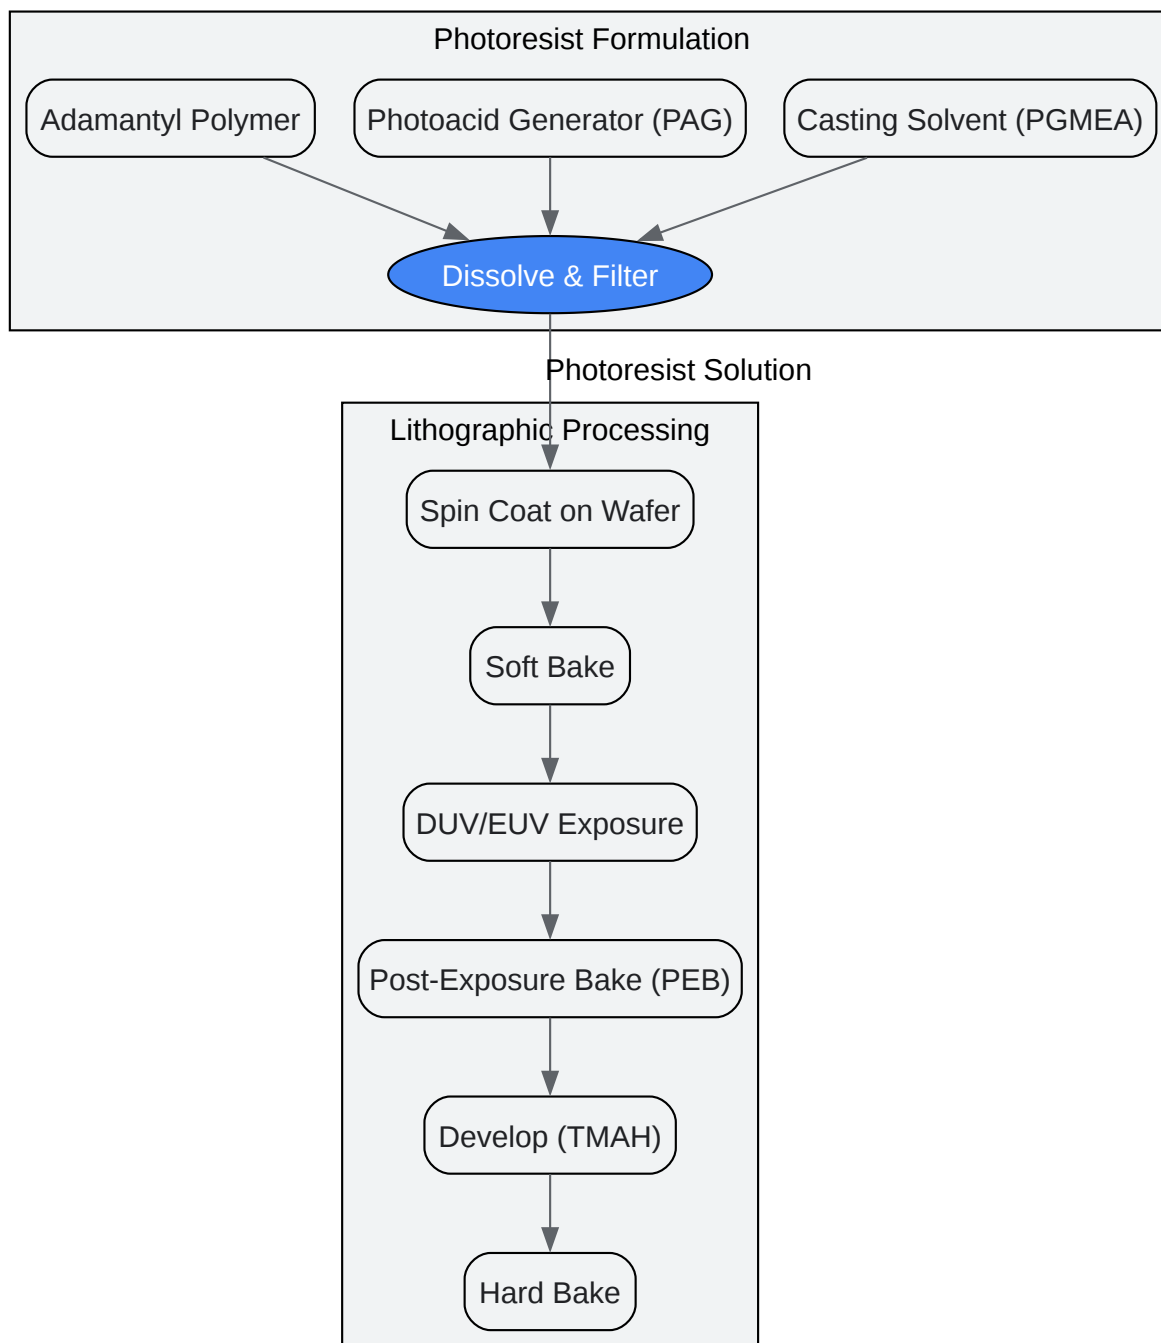 Photoresist Formulation
Adamantyl Polymer
Photoacid Generator (PAG)
Casting Solvent (PGMEA)
Dissolve & Filter
Photoresist Solution
Lithographic Processing
Spin Coat on Wafer
Soft Bake
DUV/EUV Exposure
Post-Exposure Bake (PEB)
Develop (TMAH)
Hard Bake